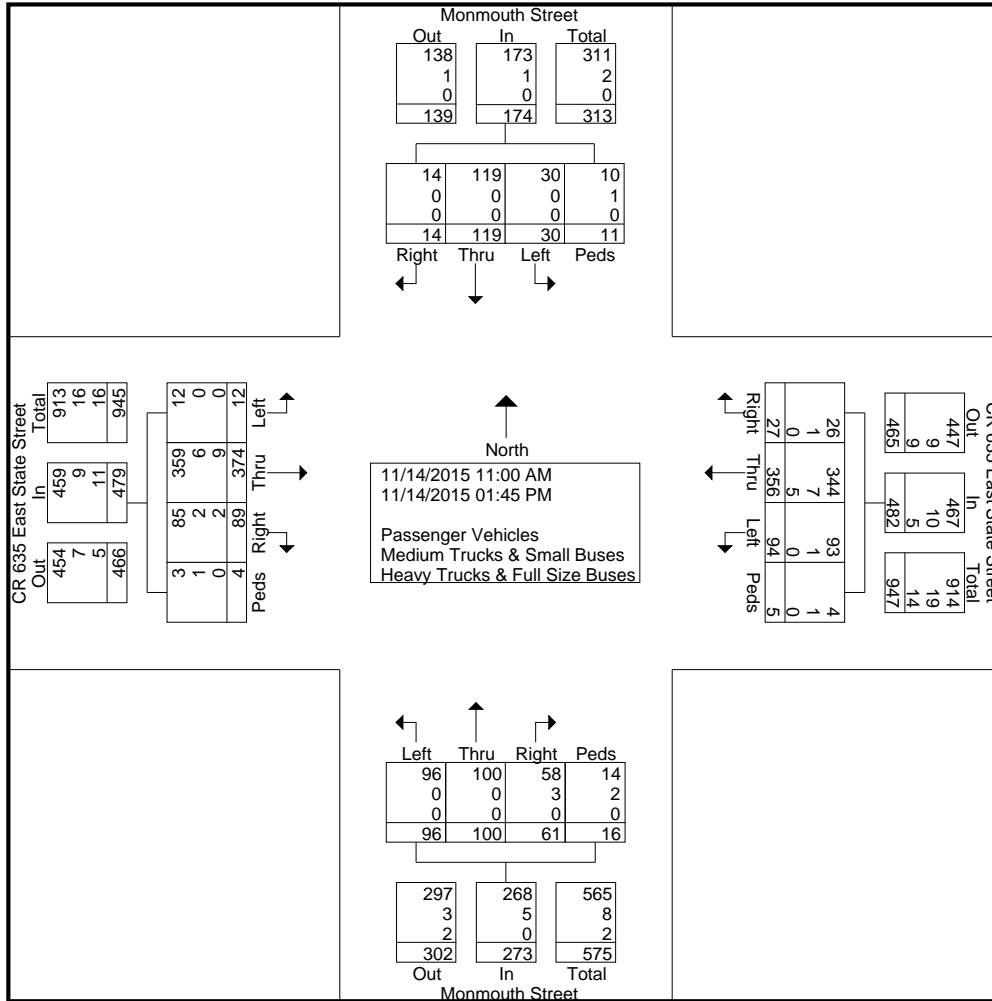 Monmouth Street
Out In Total
138 173 311
1 1 2
0 0 0
139 174 313
14 119 30 10
0 0 0 1
0 0 0 0
14 119 30 11
Right Thru Left Peds
CR 635 East State Street
Total In Out
913 459 454
16 9 7
16 11 5
945 479 466
12 359 85 3
0 6 2 1
0 9 2 0
12 374 89 4
Left Thru Right Peds
North
11/14/2015 11:00 AM
11/14/2015 01:45 PM
Passenger Vehicles
Medium Trucks & Small Buses
Heavy Trucks & Full Size Buses
CR 635 East State Street
Out In Total
447 467 914
9 10 19
9 5 14
465 482 947
26 344 93 4
1 7 1 1
0 5 0 0
27 356 94 5
Right Thru Left Peds
Left Thru Right Peds
96 100 58 14
0 0 3 2
0 0 0 0
96 100 61 16
297 268 565
3 5 8
2 0 2
302 273 575
Out In Total
Monmouth Street